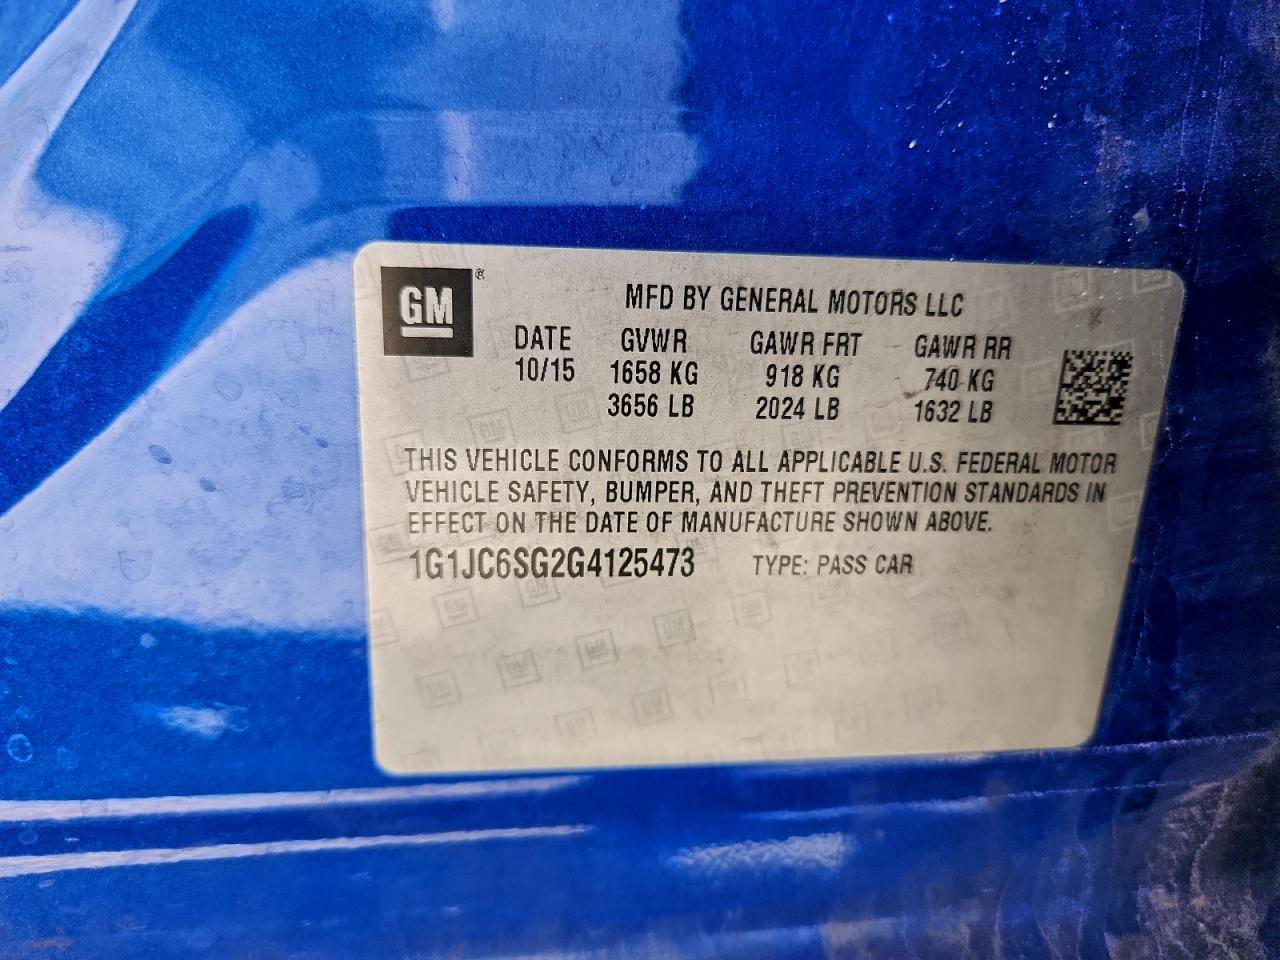 GM ®
MFD BY GENERAL MOTORS LLC
DATE GVWR GAWR FRT GAWR RR
10/15 1658 KG 918 KG 740 KG
3656 LB 2024 LB 1632 LB
THIS VEHICLE CONFORMS TO ALL APPLICABLE U.S. FEDERAL MOTOR
VEHICLE SAFETY, BUMPER, AND THEFT PREVENTION STANDARDS IN
EFFECT ON THE DATE OF MANUFACTURE SHOWN ABOVE.
1G1JC6SG2G4125473 TYPE: PASS CAR